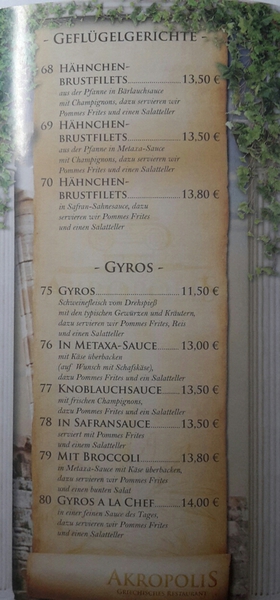 - Geflügelgerichte -
68 Hähnchen-
brustfilets 13,50 €
aus der Pfanne in Bärlauchsauce
mit Champignons, dazu servieren wir
Pommes Frites und einen Salatteller
69 Hähnchen-
brustfilets 13,50 €
aus der Pfanne in Metaxa-Sauce
mit Champignons, dazu servieren wir
Pommes Frites und einen Salatteller
70 Hähnchen-
brustfilets 13.80 €
in Safran-Sahnesauce, dazu
servieren wir Pommes Frites
und einen Salatteller
- Gyros -
75 Gyros 11,50 €
Schweinefleisch vom Drehspieß
mit den typischen Gewürzen und Kräutern,
dazu servieren wir Pommes Frites, Reis
und einen Salatteller
76 In Metaxa-Sauce 13,00 €
mit Käse überbacken
(auf Wunsch mit Schafskäse),
dazu Pommes Frites und ein Salatteller
77 Knoblauchsauce 13.50 €
mit frischen Champignons,
dazu Pommes Frites und ein Salatteller
78 in Safransauce 13.50 €
serviert mit Pommes Frites
und einem Salatteller
79 Mit Broccoli 13,80 €
in Metaxa-Sauce mit Käse überbacken,
dazu servieren wir Pommes Frites
und einen bunten Salat
80 Gyros a la Chef 14,00 €
in einer feinen Sauce des Tages,
dazu servieren wir Pommes Frites
und einen Salatteller
Akropolis
Griechisches Restaurant